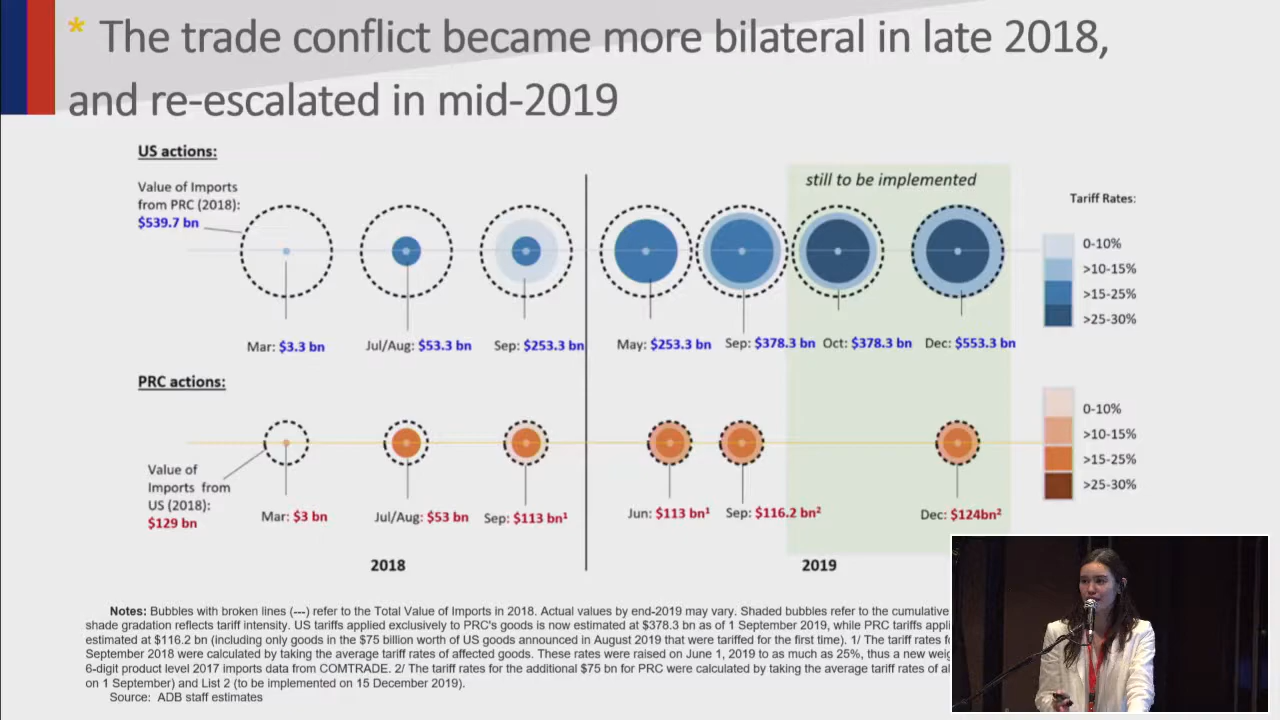 * The trade conflict became more bilateral in late 2018,
and re-escalated in mid-2019
US actions:
still to be implemented
Value of Imports
from PRC (2018):
$539.7 bn
Tariff Rates:
0-10%
>10-15%
>15-25%
>25-30%
Mar: $3.3 bn
Jul/Aug: $53.3 bn
Sep: $253.3 bn
May: $253.3 bn
Sep: $378.3 bn
Oct: $378.3 bn
Dec: $553.3 bn
PRC actions:
0-10%
>10-15%
>15-25%
>25-30%
Value of
Imports from
US (2018):
$129 bn
Mar: $3 bn
Jul/Aug: $53 bn
Sep: $113 bn¹
Jun: $113 bn¹
Sep: $116.2 bn²
Dec: $124bn²
2018
2019
Notes: Bubbles with broken lines (---) refer to the Total Value of Imports in 2018. Actual values by end-2019 may vary. Shaded bubbles refer to the cumulative
shade gradation reflects tariff intensity. US tariffs applied exclusively to PRC's goods is now estimated at $378.3 bn as of 1 September 2019, while PRC tariffs appli
estimated at $116.2 bn (including only goods in the $75 billion worth of US goods announced in August 2019 that were tariffed for the first time). 1/ The tariff rates fo
September 2018 were calculated by taking the average tariff rates of affected goods. These rates were raised on June 1, 2019 to as much as 25%, thus a new weig
6-digit product level 2017 imports data from COMTRADE. 2/ The tariff rates for the additional $75 bn for PRC were calculated by taking the average tariff rates of al
on 1 September) and List 2 (to be implemented on 15 December 2019).
Source: ADB staff estimates